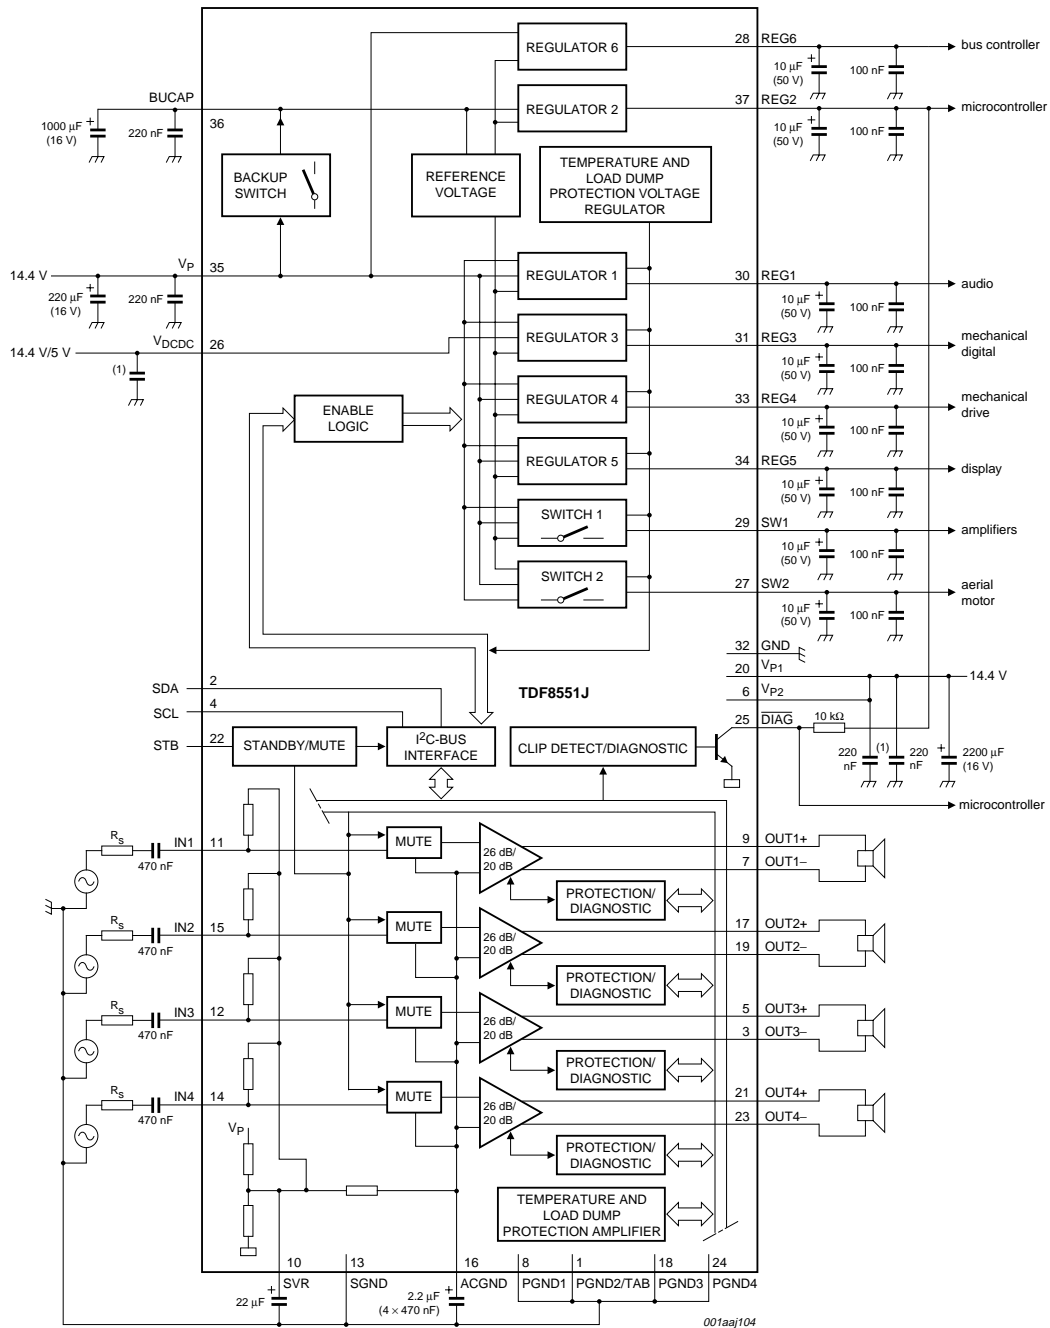 REGULATOR 6
28 REG6
10 μF
(50 V)
100 nF
bus controller
BUCAP
36
1000 μF
(16 V)
220 nF
REGULATOR 2
37 REG2
10 μF
(50 V)
100 nF
microcontroller
BACKUP
SWITCH
REFERENCE
VOLTAGE
TEMPERATURE AND
LOAD DUMP
PROTECTION VOLTAGE
REGULATOR
14.4 V
VP
35
220 μF
(16 V)
220 nF
REGULATOR 1
30 REG1
10 μF
(50 V)
100 nF
audio
14.4 V/5 V
VDCDC
26
(1)
REGULATOR 3
31 REG3
10 μF
(50 V)
100 nF
mechanical
digital
ENABLE
LOGIC
REGULATOR 4
33 REG4
10 μF
(50 V)
100 nF
mechanical
drive
REGULATOR 5
34 REG5
10 μF
(50 V)
100 nF
display
SWITCH 1
29 SW1
10 μF
(50 V)
100 nF
amplifiers
SWITCH 2
27 SW2
10 μF
(50 V)
100 nF
aerial
motor
32 GND
20 VP1
14.4 V
6 VP2
25 DIAG
10 kΩ
220
nF
(1)
220
nF
2200 μF
(16 V)
microcontroller
TDF8551J
SDA 2
SCL 4
STB 22
STANDBY/MUTE
I2C-BUS
INTERFACE
CLIP DETECT/DIAGNOSTIC
RS
470 nF
IN1 11
MUTE
26 dB/
20 dB
9 OUT1+
7 OUT1−
PROTECTION/
DIAGNOSTIC
RS
470 nF
IN2 15
MUTE
26 dB/
20 dB
17 OUT2+
19 OUT2−
PROTECTION/
DIAGNOSTIC
RS
470 nF
IN3 12
MUTE
26 dB/
20 dB
5 OUT3+
3 OUT3−
PROTECTION/
DIAGNOSTIC
RS
470 nF
IN4 14
MUTE
26 dB/
20 dB
21 OUT4+
23 OUT4−
PROTECTION/
DIAGNOSTIC
VP
TEMPERATURE AND
LOAD DUMP
PROTECTION AMPLIFIER
10
SVR
13
SGND
16
ACGND
8
PGND1
1
PGND2/TAB
18
PGND3
24
PGND4
22 μF
2.2 μF
(4 × 470 nF)
001aaj104